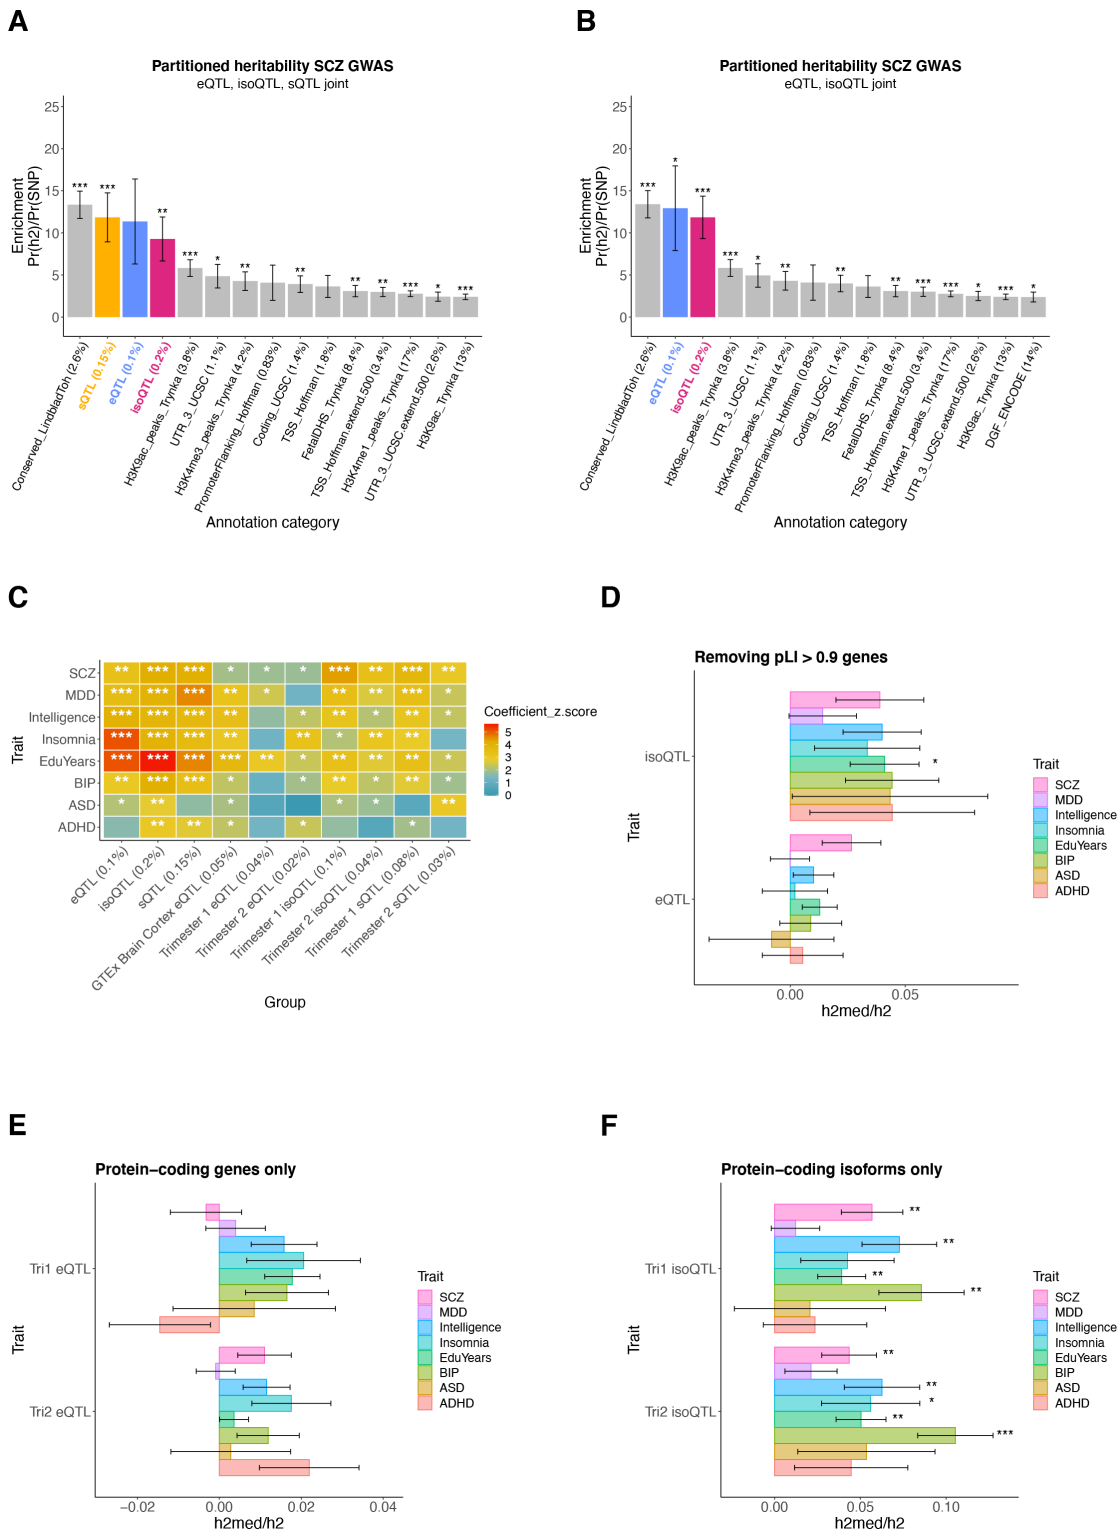 A
Partitioned heritability SCZ GWAS
eQTL, isoQTL, sQTL joint
Enrichment
Pr(h2)/Pr(SNP)
25
20
15
10
5
0
*** *** ** *** * ** ** ** ** *** * ***
Conserved_LindbladToh (2.6%)
sQTL (0.15%)
eQTL (0.1%)
isoQTL (0.2%)
H3K9ac_peaks_Trynka (3.8%)
UTR_3_UCSC (1.1%)
H3K4me3_peaks_Trynka (4.2%)
PromoterFlanking_Hoffman (0.83%)
Coding_UCSC (1.4%)
TSS_Hoffman (1.8%)
FetalDHS_Trynka (8.4%)
TSS_Hoffman.extend.500 (3.4%)
H3K4me1_peaks_Trynka (17%)
UTR_3_UCSC.extend.500 (2.6%)
H3K9ac_Trynka (13%)
Annotation category
B
Partitioned heritability SCZ GWAS
eQTL, isoQTL joint
Enrichment
Pr(h2)/Pr(SNP)
25
20
15
10
5
0
*** * *** *** * ** ** ** *** *** * *** *
Conserved_LindbladToh (2.6%)
eQTL (0.1%)
isoQTL (0.2%)
H3K9ac_peaks_Trynka (3.8%)
UTR_3_UCSC (1.1%)
H3K4me3_peaks_Trynka (4.2%)
PromoterFlanking_Hoffman (0.83%)
Coding_UCSC (1.4%)
TSS_Hoffman (1.8%)
FetalDHS_Trynka (8.4%)
TSS_Hoffman.extend.500 (3.4%)
H3K4me1_peaks_Trynka (17%)
UTR_3_UCSC.extend.500 (2.6%)
H3K9ac_Trynka (13%)
DGF_ENCODE (14%)
Annotation category
C
Trait
SCZ ** *** *** * * * *** ** *** **
MDD *** *** *** ** * ** ** *** *
Intelligence *** *** *** ** * ** * ** *
Insomnia *** *** *** ** ** * ** **
EduYears *** *** *** *** ** * ** ** ** *
BIP ** *** *** * * ** * ** *
ASD * ** * * * **
ADHD ** ** * * *
eQTL (0.1%)
isoQTL (0.2%)
sQTL (0.15%)
GTEx Brain Cortex eQTL (0.05%)
Trimester 1 eQTL (0.04%)
Trimester 2 eQTL (0.02%)
Trimester 1 isoQTL (0.1%)
Trimester 2 isoQTL (0.04%)
Trimester 1 sQTL (0.08%)
Trimester 2 sQTL (0.03%)
Group
Coefficient_z.score
5
4
3
2
1
0
D
Removing pLI > 0.9 genes
Trait
isoQTL
*
eQTL
0.00 0.05
h2med/h2
Trait
SCZ
MDD
Intelligence
Insomnia
EduYears
BIP
ASD
ADHD
E
Protein−coding genes only
Trait
Tri1 eQTL
Tri2 eQTL
−0.02 0.00 0.02 0.04
h2med/h2
Trait
SCZ
MDD
Intelligence
Insomnia
EduYears
BIP
ASD
ADHD
F
Protein−coding isoforms only
Trait
Tri1 isoQTL
**
**
**
**
Tri2 isoQTL
**
**
*
**
***
0.00 0.05 0.10
h2med/h2
Trait
SCZ
MDD
Intelligence
Insomnia
EduYears
BIP
ASD
ADHD